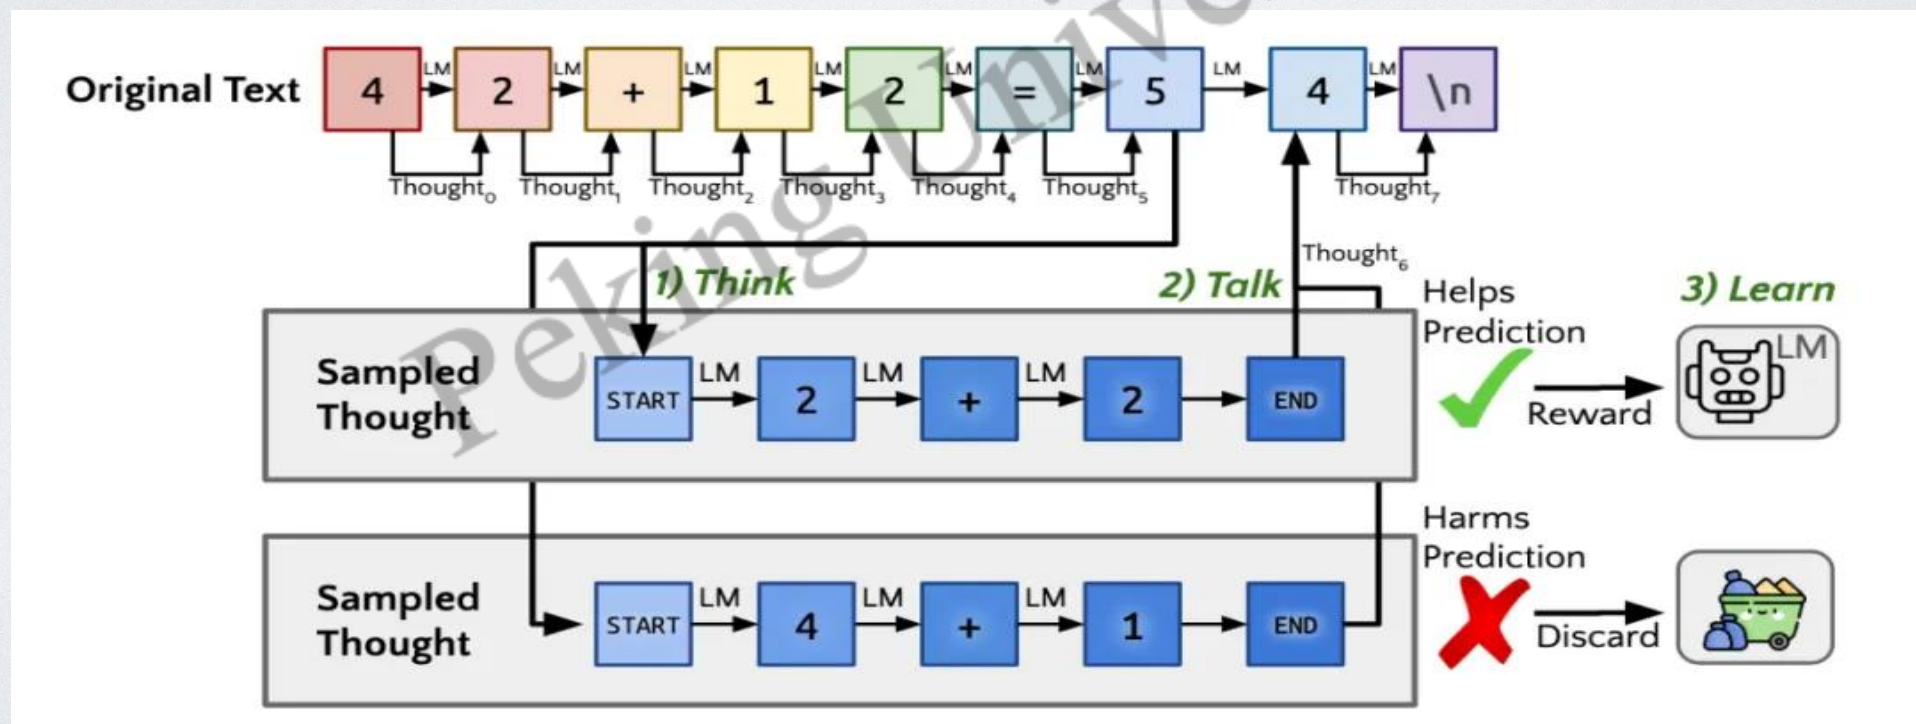 Original Text 4 LM 2 LM + LM 1 LM 2 LM = LM 5 LM 4 LM \n
Thought0 Thought1 Thought2 Thought3 Thought4 Thought5 Thought7
Thought6
1) Think 2) Talk
Helps
Prediction
3) Learn
Sampled
Thought
START LM 2 LM + LM 2 END
Reward
LM
Harms
Prediction
Sampled
Thought
START LM 4 LM + LM 1 END
Discard
Peking Unive